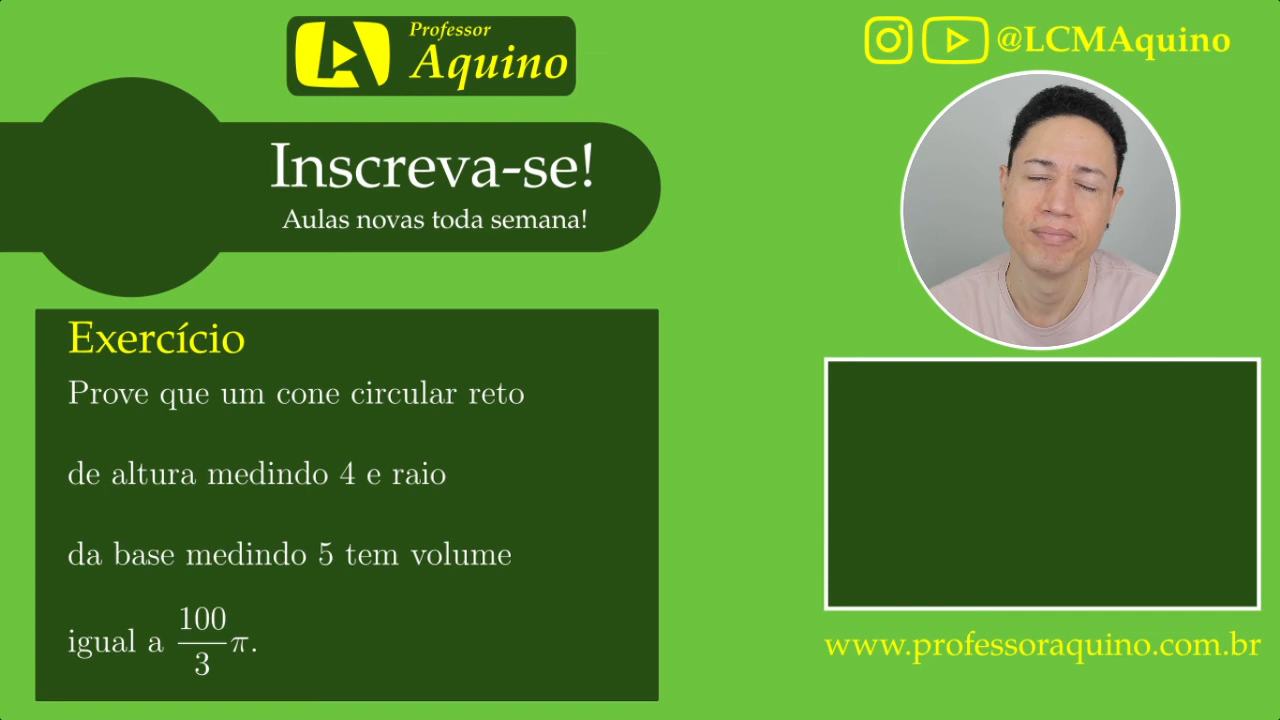 Professor
Aquino
@LCMAquino
Inscreva-se!
Aulas novas toda semana!
Exercício
Prove que um cone circular reto
de altura medindo 4 e raio
da base medindo 5 tem volume
igual a 100/3 π.
www.professoraquino.com.br